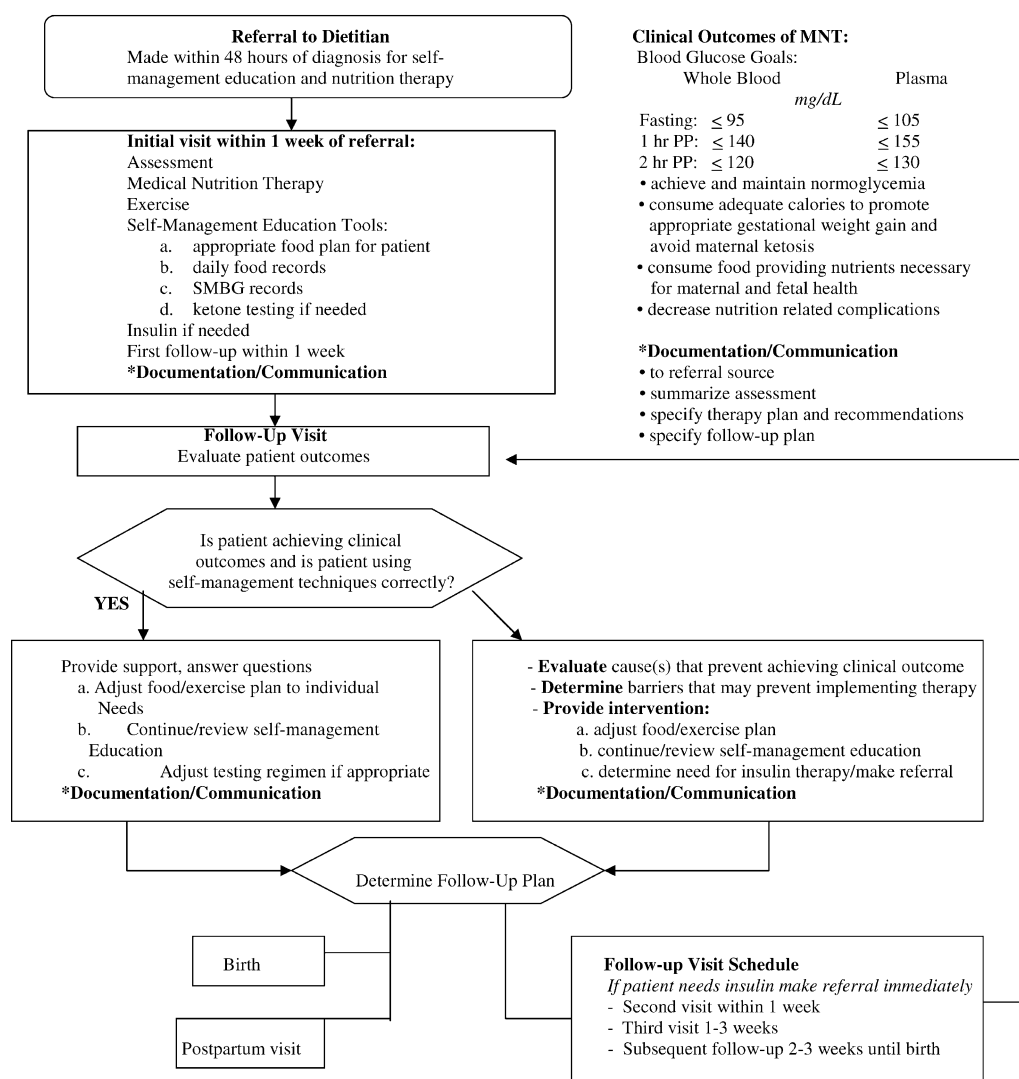 Referral to Dietitian
Made within 48 hours of diagnosis for self-
management education and nutrition therapy
Initial visit within 1 week of referral:
Assessment
Medical Nutrition Therapy
Exercise
Self-Management Education Tools:
a. appropriate food plan for patient
b. daily food records
c. SMBG records
d. ketone testing if needed
Insulin if needed
First follow-up within 1 week
*Documentation/Communication
Clinical Outcomes of MNT:
Blood Glucose Goals:
Whole Blood Plasma
mg/dL
Fasting: ≤ 95 ≤ 105
1 hr PP: ≤ 140 ≤ 155
2 hr PP: ≤ 120 ≤ 130
• achieve and maintain normoglycemia
• consume adequate calories to promote
appropriate gestational weight gain and
avoid maternal ketosis
• consume food providing nutrients necessary
for maternal and fetal health
• decrease nutrition related complications
*Documentation/Communication
• to referral source
• summarize assessment
• specify therapy plan and recommendations
• specify follow-up plan
Follow-Up Visit
Evaluate patient outcomes
Is patient achieving clinical
outcomes and is patient using
self-management techniques correctly?
YES
Provide support, answer questions
a. Adjust food/exercise plan to individual
Needs
b. Continue/review self-management
Education
c. Adjust testing regimen if appropriate
*Documentation/Communication
- Evaluate cause(s) that prevent achieving clinical outcome
- Determine barriers that may prevent implementing therapy
- Provide intervention:
a. adjust food/exercise plan
b. continue/review self-management education
c. determine need for insulin therapy/make referral
*Documentation/Communication
Determine Follow-Up Plan
Birth
Postpartum visit
Follow-up Visit Schedule
If patient needs insulin make referral immediately
- Second visit within 1 week
- Third visit 1-3 weeks
- Subsequent follow-up 2-3 weeks until birth